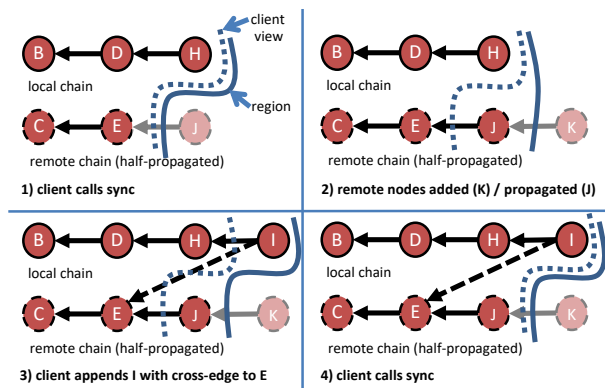 client
view
B D H
local chain
region
C E J
remote chain (half-propagated)
1) client calls sync
B D H
local chain
C E J K
remote chain (half-propagated)
2) remote nodes added (K) / propagated (J)
B D H I
local chain
C E J K
remote chain (half-propagated)
3) client appends I with cross-edge to E
B D H I
local chain
C E J K
remote chain (half-propagated)
4) client calls sync